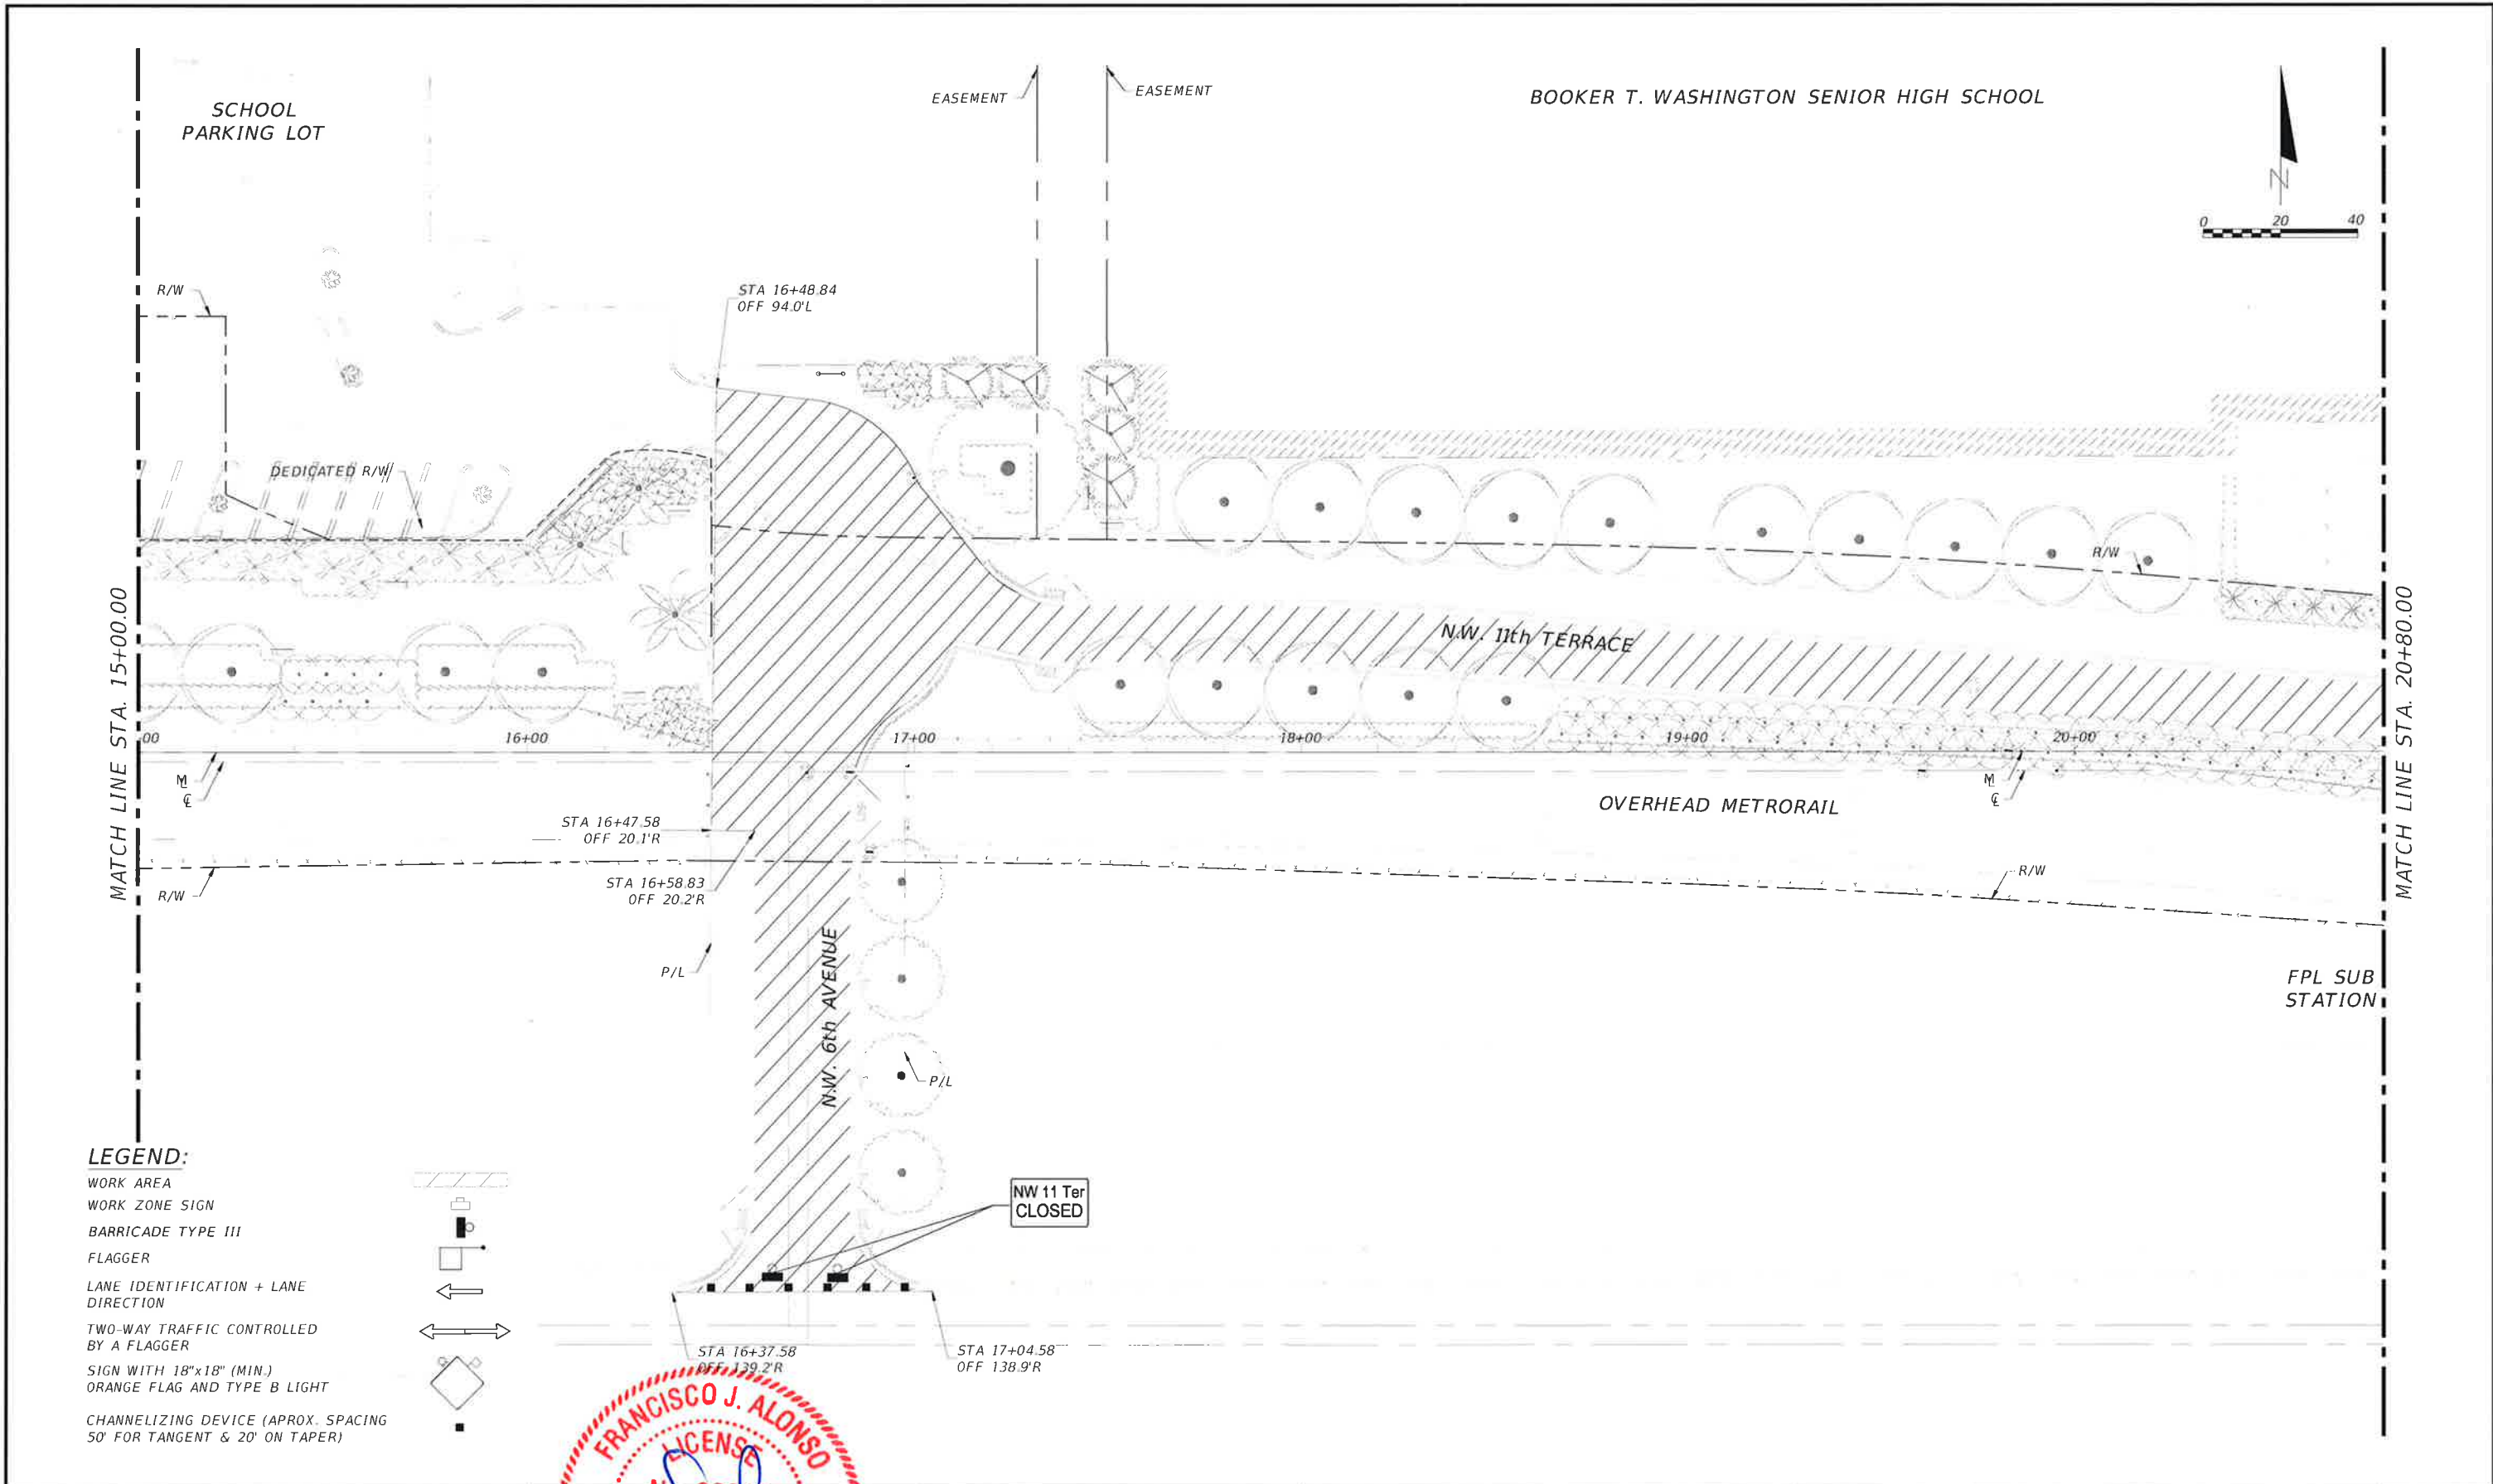 SCHOOL
PARKING LOT
EASEMENT
EASEMENT
BOOKER T. WASHINGTON SENIOR HIGH SCHOOL
N
0 20 40
R/W
STA 16+48.84
OFF 94.0'L
DEDICATED R/W
R/W
N.W. 11th TERRACE
MATCH LINE STA. 15+00.00
MATCH LINE STA. 20+80.00
00 16+00 17+00 18+00 19+00 20+00
OVERHEAD METRORAIL
STA 16+47.58
OFF 20.1'R
STA 16+58.83
OFF 20.2'R
R/W
R/W
P/L
N.W. 6th AVENUE
P/L
FPL SUB
STATION
LEGEND:
WORK AREA
WORK ZONE SIGN
BARRICADE TYPE III
FLAGGER
LANE IDENTIFICATION + LANE
DIRECTION
TWO-WAY TRAFFIC CONTROLLED
BY A FLAGGER
SIGN WITH 18"x18" (MIN.)
ORANGE FLAG AND TYPE B LIGHT
CHANNELIZING DEVICE (APROX. SPACING
50' FOR TANGENT & 20' ON TAPER)
NW 11 Ter
CLOSED
STA 16+37.58
OFF 139.2'R
STA 17+04.58
OFF 138.9'R
FRANCISCO J. ALONSO
LICENSE